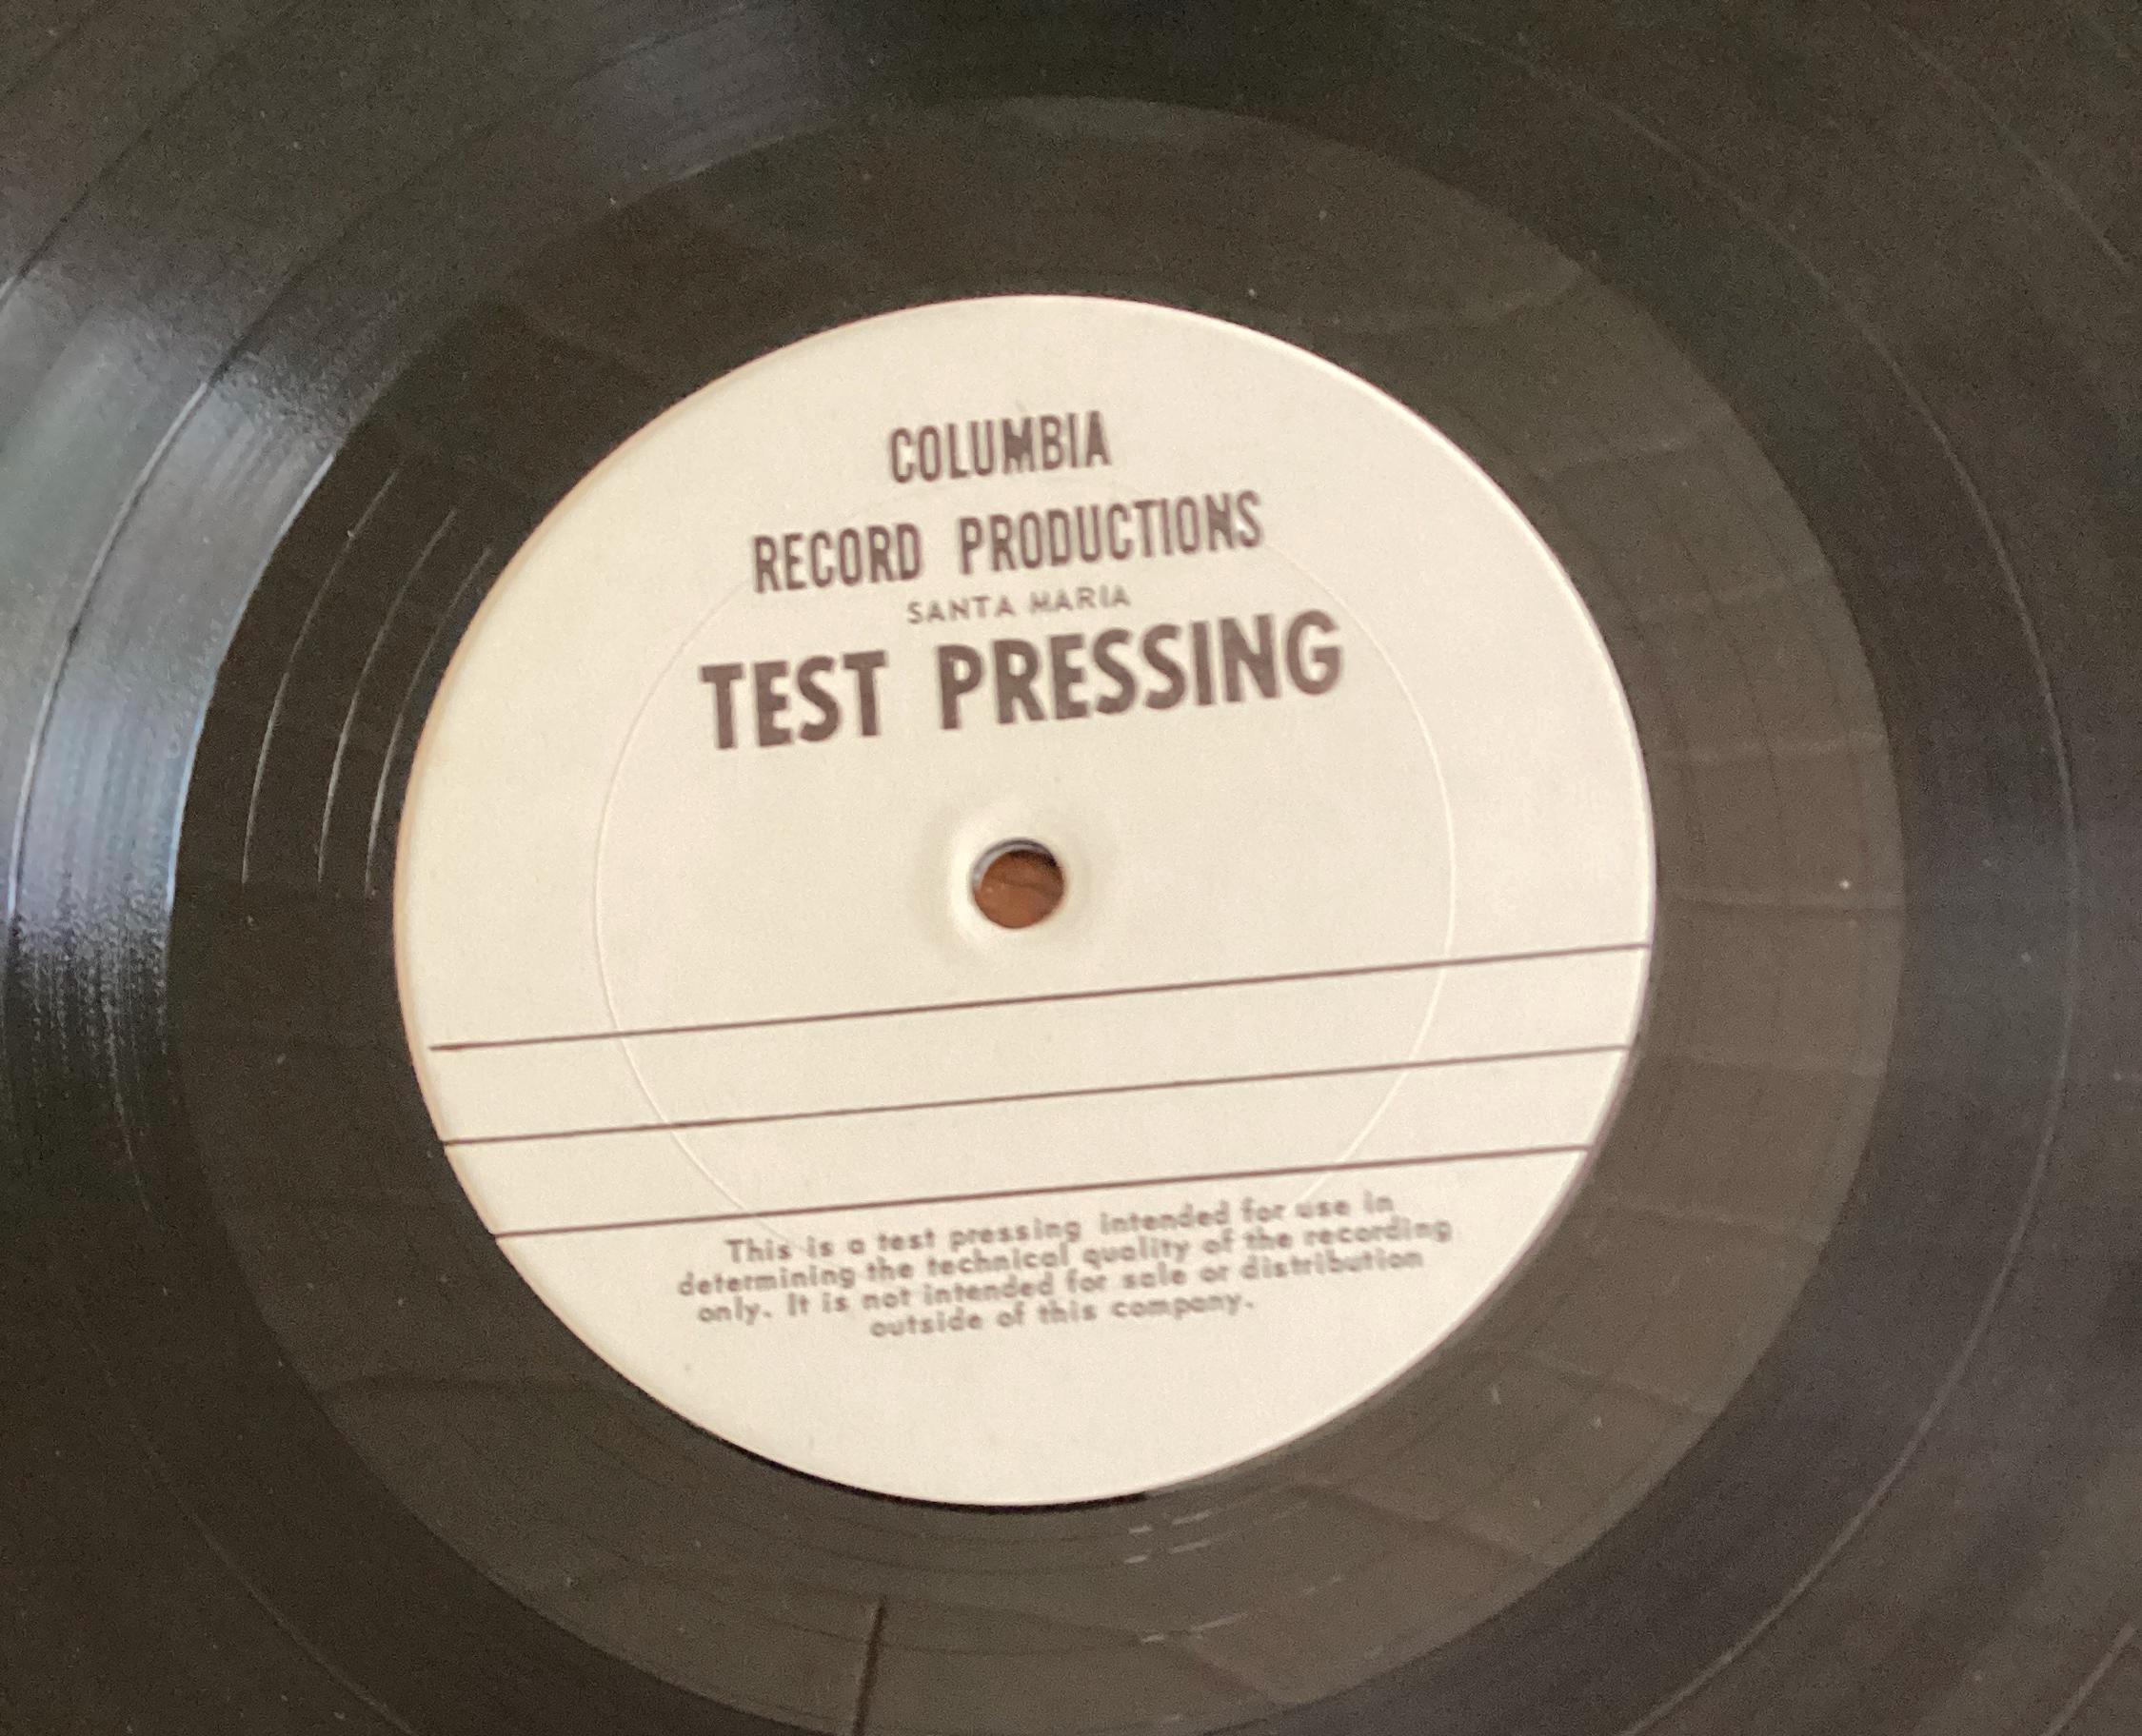 COLUMBIA
RECORD PRODUCTIONS
SANTA MARIA
TEST PRESSING
This is a test pressing intended for use in
determining the technical quality of the recording
only. It is not intended for sale or distribution
outside of this company.